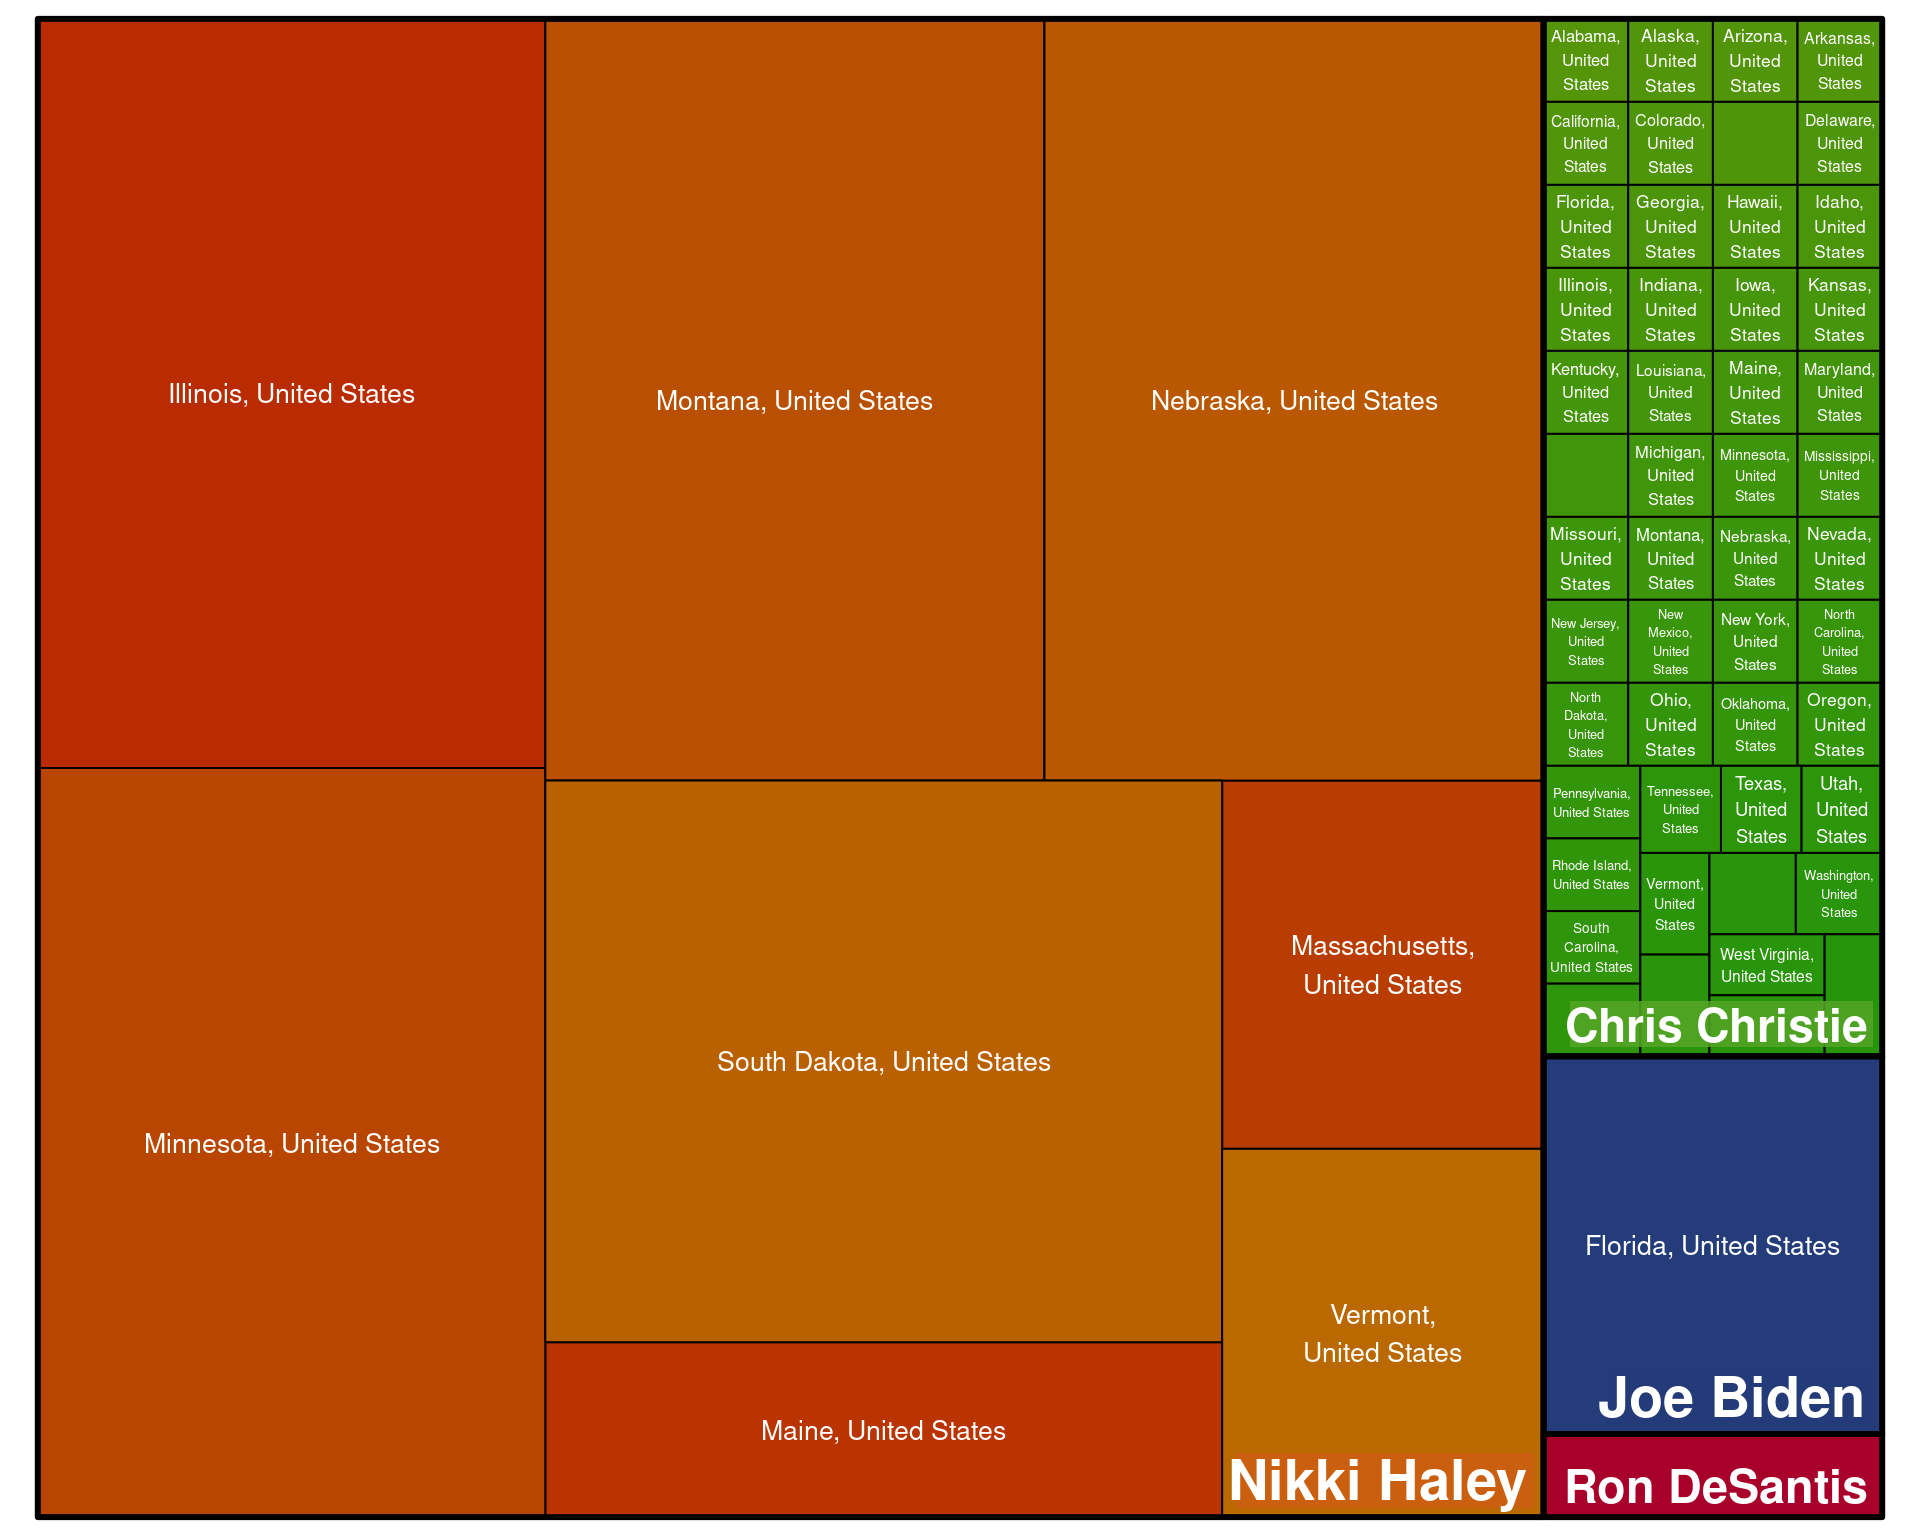 Illinois, United States
Montana, United States
Nebraska, United States
Minnesota, United States
South Dakota, United States
Massachusetts,
United States
Maine, United States
Vermont,
United States
Nikki Haley
Alabama,
United
States
Alaska,
United
States
Arizona,
United
States
Arkansas,
United
States
California,
United
States
Colorado,
United
States
Delaware,
United
States
Florida,
United
States
Georgia,
United
States
Hawaii,
United
States
Idaho,
United
States
Illinois,
United
States
Indiana,
United
States
Iowa,
United
States
Kansas,
United
States
Kentucky,
United
States
Louisiana,
United
States
Maine,
United
States
Maryland,
United
States
Michigan,
United
States
Minnesota,
United
States
Mississippi,
United
States
Missouri,
United
States
Montana,
United
States
Nebraska,
United
States
Nevada,
United
States
New Jersey,
United
States
New
Mexico,
United
States
New York,
United
States
North
Carolina,
United
States
North
Dakota,
United
States
Ohio,
United
States
Oklahoma,
United
States
Oregon,
United
States
Pennsylvania,
United States
Rhode Island,
United States
South
Carolina,
United States
Tennessee,
United
States
Texas,
United
States
Utah,
United
States
Vermont,
United
States
Washington,
United
States
West Virginia,
United States
Chris Christie
Florida, United States
Joe Biden
Ron DeSantis